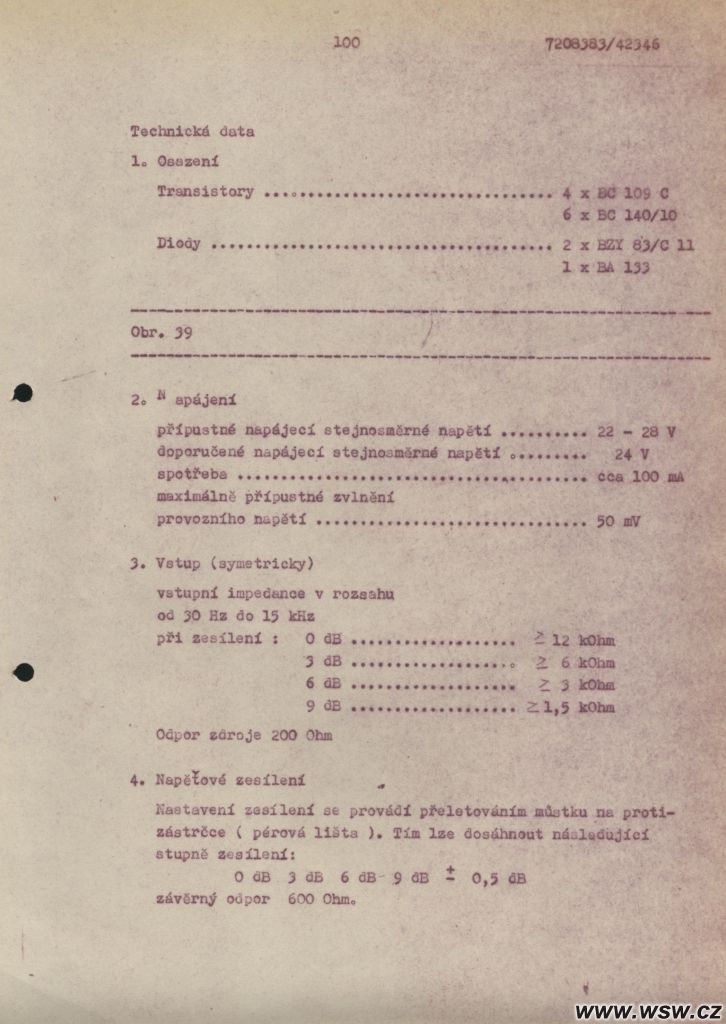 100 7208383/42346
Technická data
1. Osazení
Transistory ................................. 4 x BC 109 C
6 x BC 140/10
Diody ....................................... 2 x BZY 83/C 11
1 x BA 133
Obr. 39
2. N apájení
přípustné napájecí stejnosměrné napětí .......... 22 - 28 V
doporučené napájecí stejnosměrné napětí ......... 24 V
spotřeba ........................................ cca 100 mA
maximálně přípustné zvlnění
provozního napětí ............................... 50 mV
3. Vstup (symetricky)
vstupní impedance v rozsahu
od 30 Hz do 15 kHz
při zesílení : 0 dB ................... ≥ 12 kOhm
3 dB ................... ≥ 6 kOhm
6 dB ................... ≥ 3 kOhm
9 dB ................... ≥ 1,5 kOhm
Odpor zdroje 200 Ohm
4. Napěťové zesílení
Nastavení zesílení se provádí přeletováním můstku na proti-
zástrčce ( pérová lišta ). Tím lze dosáhnout následující
stupně zesílení:
0 dB 3 dB 6 dB 9 dB ± 0,5 dB
závěrný odpor 600 Ohm.
www.wsw.cz